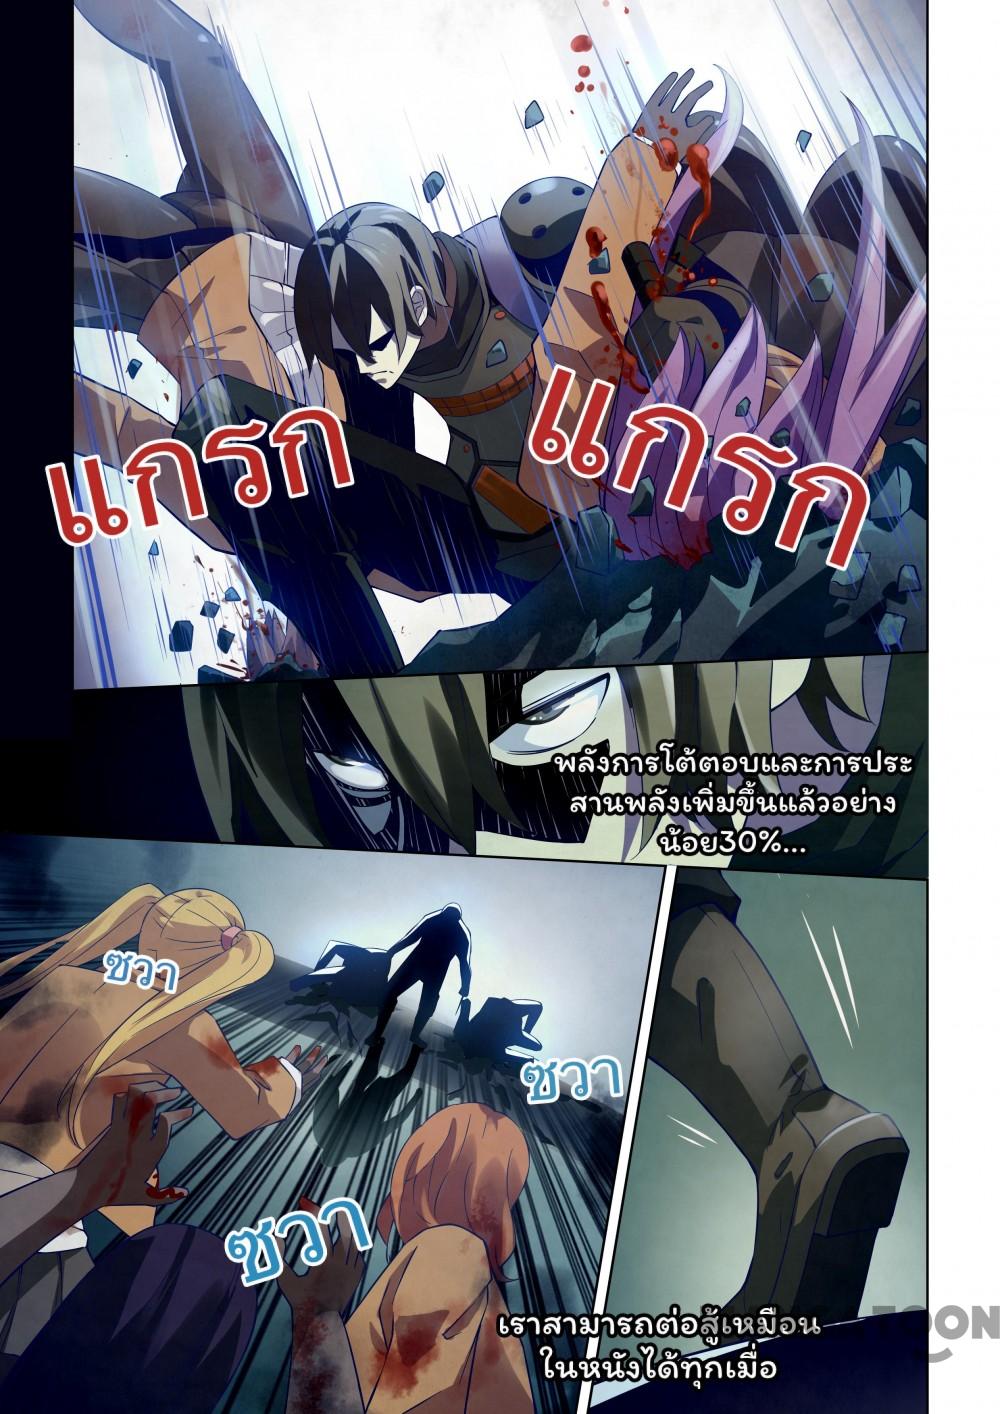 แกรก
แกรก
พลังการโต้ตอบและการประ
สานพลังเพิ่มขึ้นแล้วอย่าง
น้อย30%...
ซวา
ซวา
ซวา
เราสามารถต่อสู้เหมือน
ในหนังได้ทุกเมื่อ